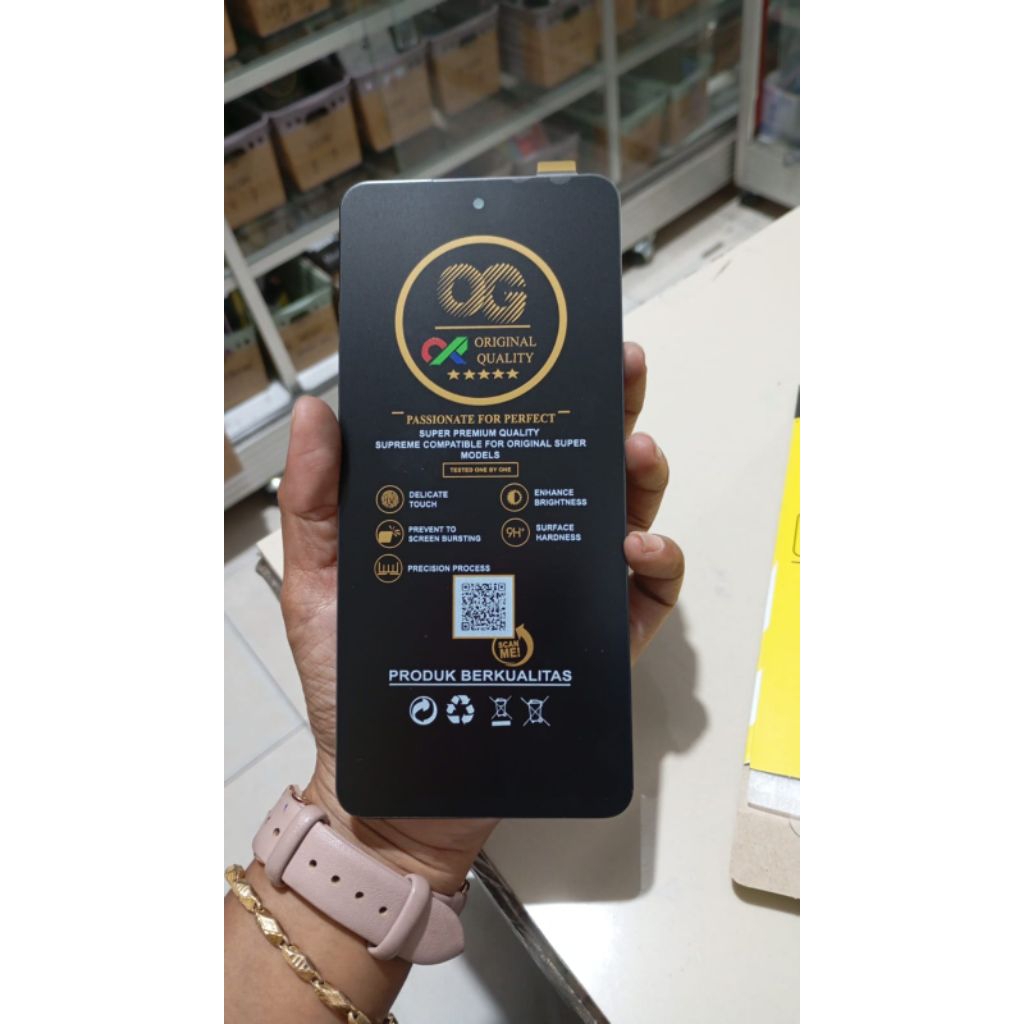 OG
ORIGINAL
QUALITY
PASSIONATE FOR PERFECT
SUPER PREMIUM QUALITY
SUPREME COMPATIBLE FOR ORIGINAL SUPER
MODELS
TESTED ONE BY ONE
DELICATE
TOUCH
ENHANCE
BRIGHTNESS
PREVENT TO
SCREEN BURSTING
9H+
SURFACE
HARDNESS
PRECISION PROCESS
SCAN
ME!
PRODUK BERKUALITAS